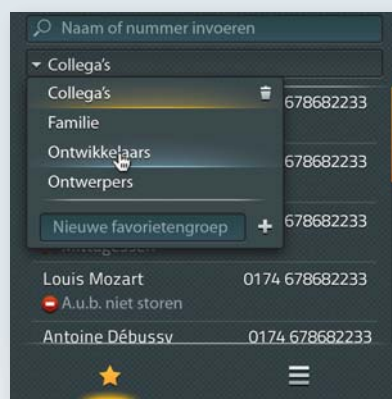 Naam of nummer invoeren
Collega's
Collega's
678682233
Familie
Ontwikkelaars
678682233
Ontwerpers
678682233
Nieuwe favorietengroep +
Mittagessen
Louis Mozart 0174 678682233
A.u.b. niet storen
Antoine Débussy 0174 678682233